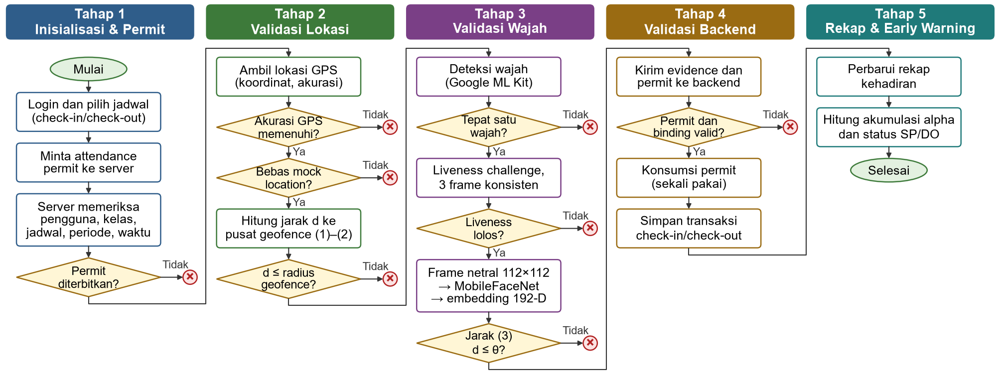 Tahap 1
Inisialisasi & Permit
Mulai
Login dan pilih jadwal
(check-in/check-out)
Minta attendance
permit ke server
Server memeriksa
pengguna, kelas,
jadwal, periode, waktu
Permit
diterbitkan?
Tidak
Tahap 2
Validasi Lokasi
Ambil lokasi GPS
(koordinat, akurasi)
Akurasi GPS
memenuhi?
Tidak
Ya
Bebas mock
location?
Tidak
Ya
Hitung jarak d ke
pusat geofence (1)–(2)
d ≤ radius
geofence?
Tidak
Tahap 3
Validasi Wajah
Deteksi wajah
(Google ML Kit)
Tepat satu
wajah?
Tidak
Ya
Liveness challenge,
3 frame konsisten
Liveness
lolos?
Tidak
Ya
Frame netral 112×112
→ MobileFaceNet
→ embedding 192-D
Jarak (3)
d ≤ θ?
Tidak
Tahap 4
Validasi Backend
Kirim evidence dan
permit ke backend
Permit dan
binding valid?
Tidak
Ya
Konsumsi permit
(sekali pakai)
Simpan transaksi
check-in/check-out
Tahap 5
Rekap & Early Warning
Perbarui rekap
kehadiran
Hitung akumulasi alpha
dan status SP/DO
Selesai